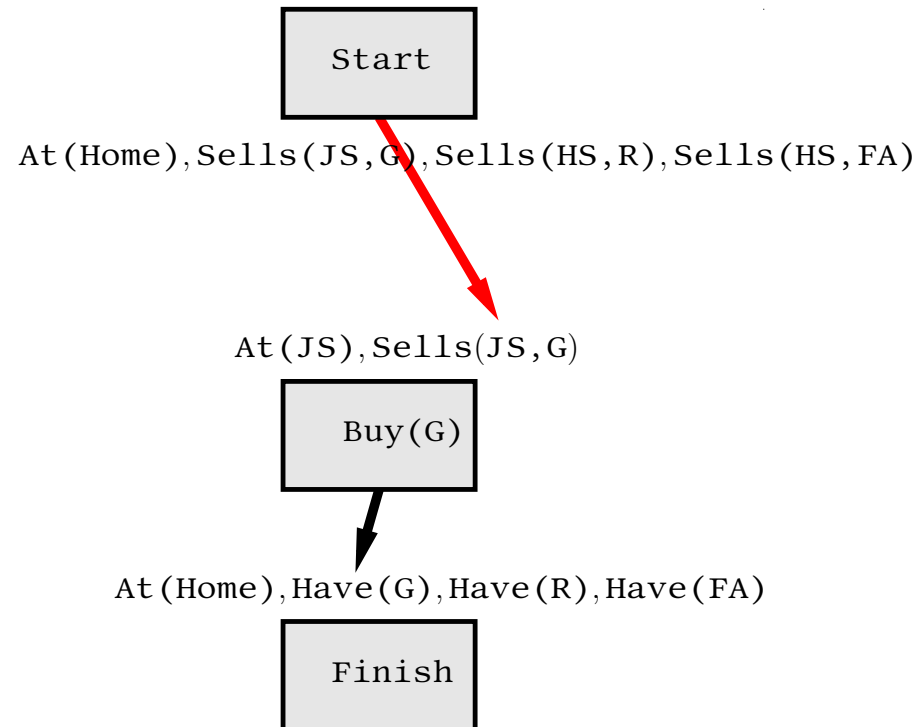 Start
At(Home),Sells(JS,G),Sells(HS,R),Sells(HS,FA)
At(JS),Sells(JS,G)
Buy(G)
At(Home),Have(G),Have(R),Have(FA)
Finish